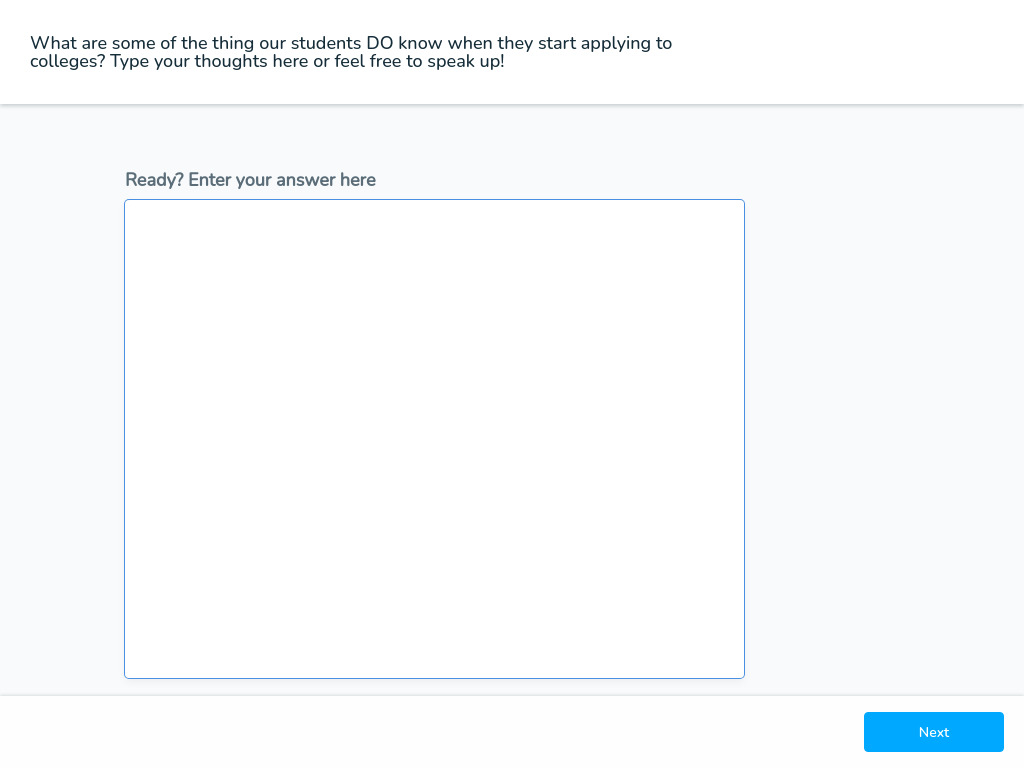 What are some of the thing our students DO know when they start applying to
colleges? Type your thoughts here or feel free to speak up!
Ready? Enter your answer here
Next